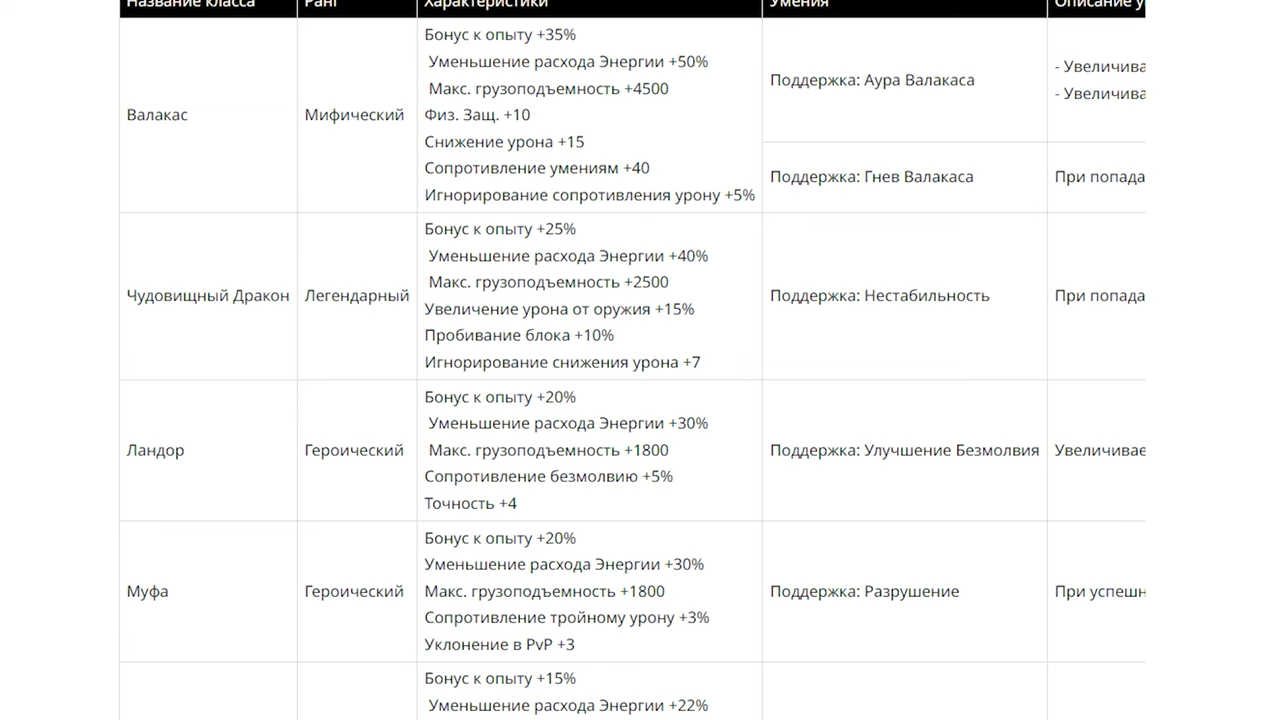 Название класса Ранг Характеристики Умения Описание
Валакас
Мифический
Бонус к опыту +35%
Уменьшение расхода Энергии +50%
Макс. грузоподъемность +4500
Физ. Защ. +10
Снижение урона +15
Сопротивление умениям +40
Игнорирование сопротивления урону +5%
Поддержка: Аура Валакаса
- Увеличива
- Увеличива
Поддержка: Гнев Валакаса
При попада
Чудовищный Дракон
Легендарный
Бонус к опыту +25%
Уменьшение расхода Энергии +40%
Макс. грузоподъемность +2500
Увеличение урона от оружия +15%
Пробивание блока +10%
Игнорирование снижения урона +7
Поддержка: Нестабильность
При попада
Ландор
Героический
Бонус к опыту +20%
Уменьшение расхода Энергии +30%
Макс. грузоподъемность +1800
Сопротивление безмолвию +5%
Точность +4
Поддержка: Улучшение Безмолвия
Увеличивае
Муфа
Героический
Бонус к опыту +20%
Уменьшение расхода Энергии +30%
Макс. грузоподъемность +1800
Сопротивление тройному урону +3%
Уклонение в PvP +3
Поддержка: Разрушение
При успешн
Бонус к опыту +15%
Уменьшение расхода Энергии +22%